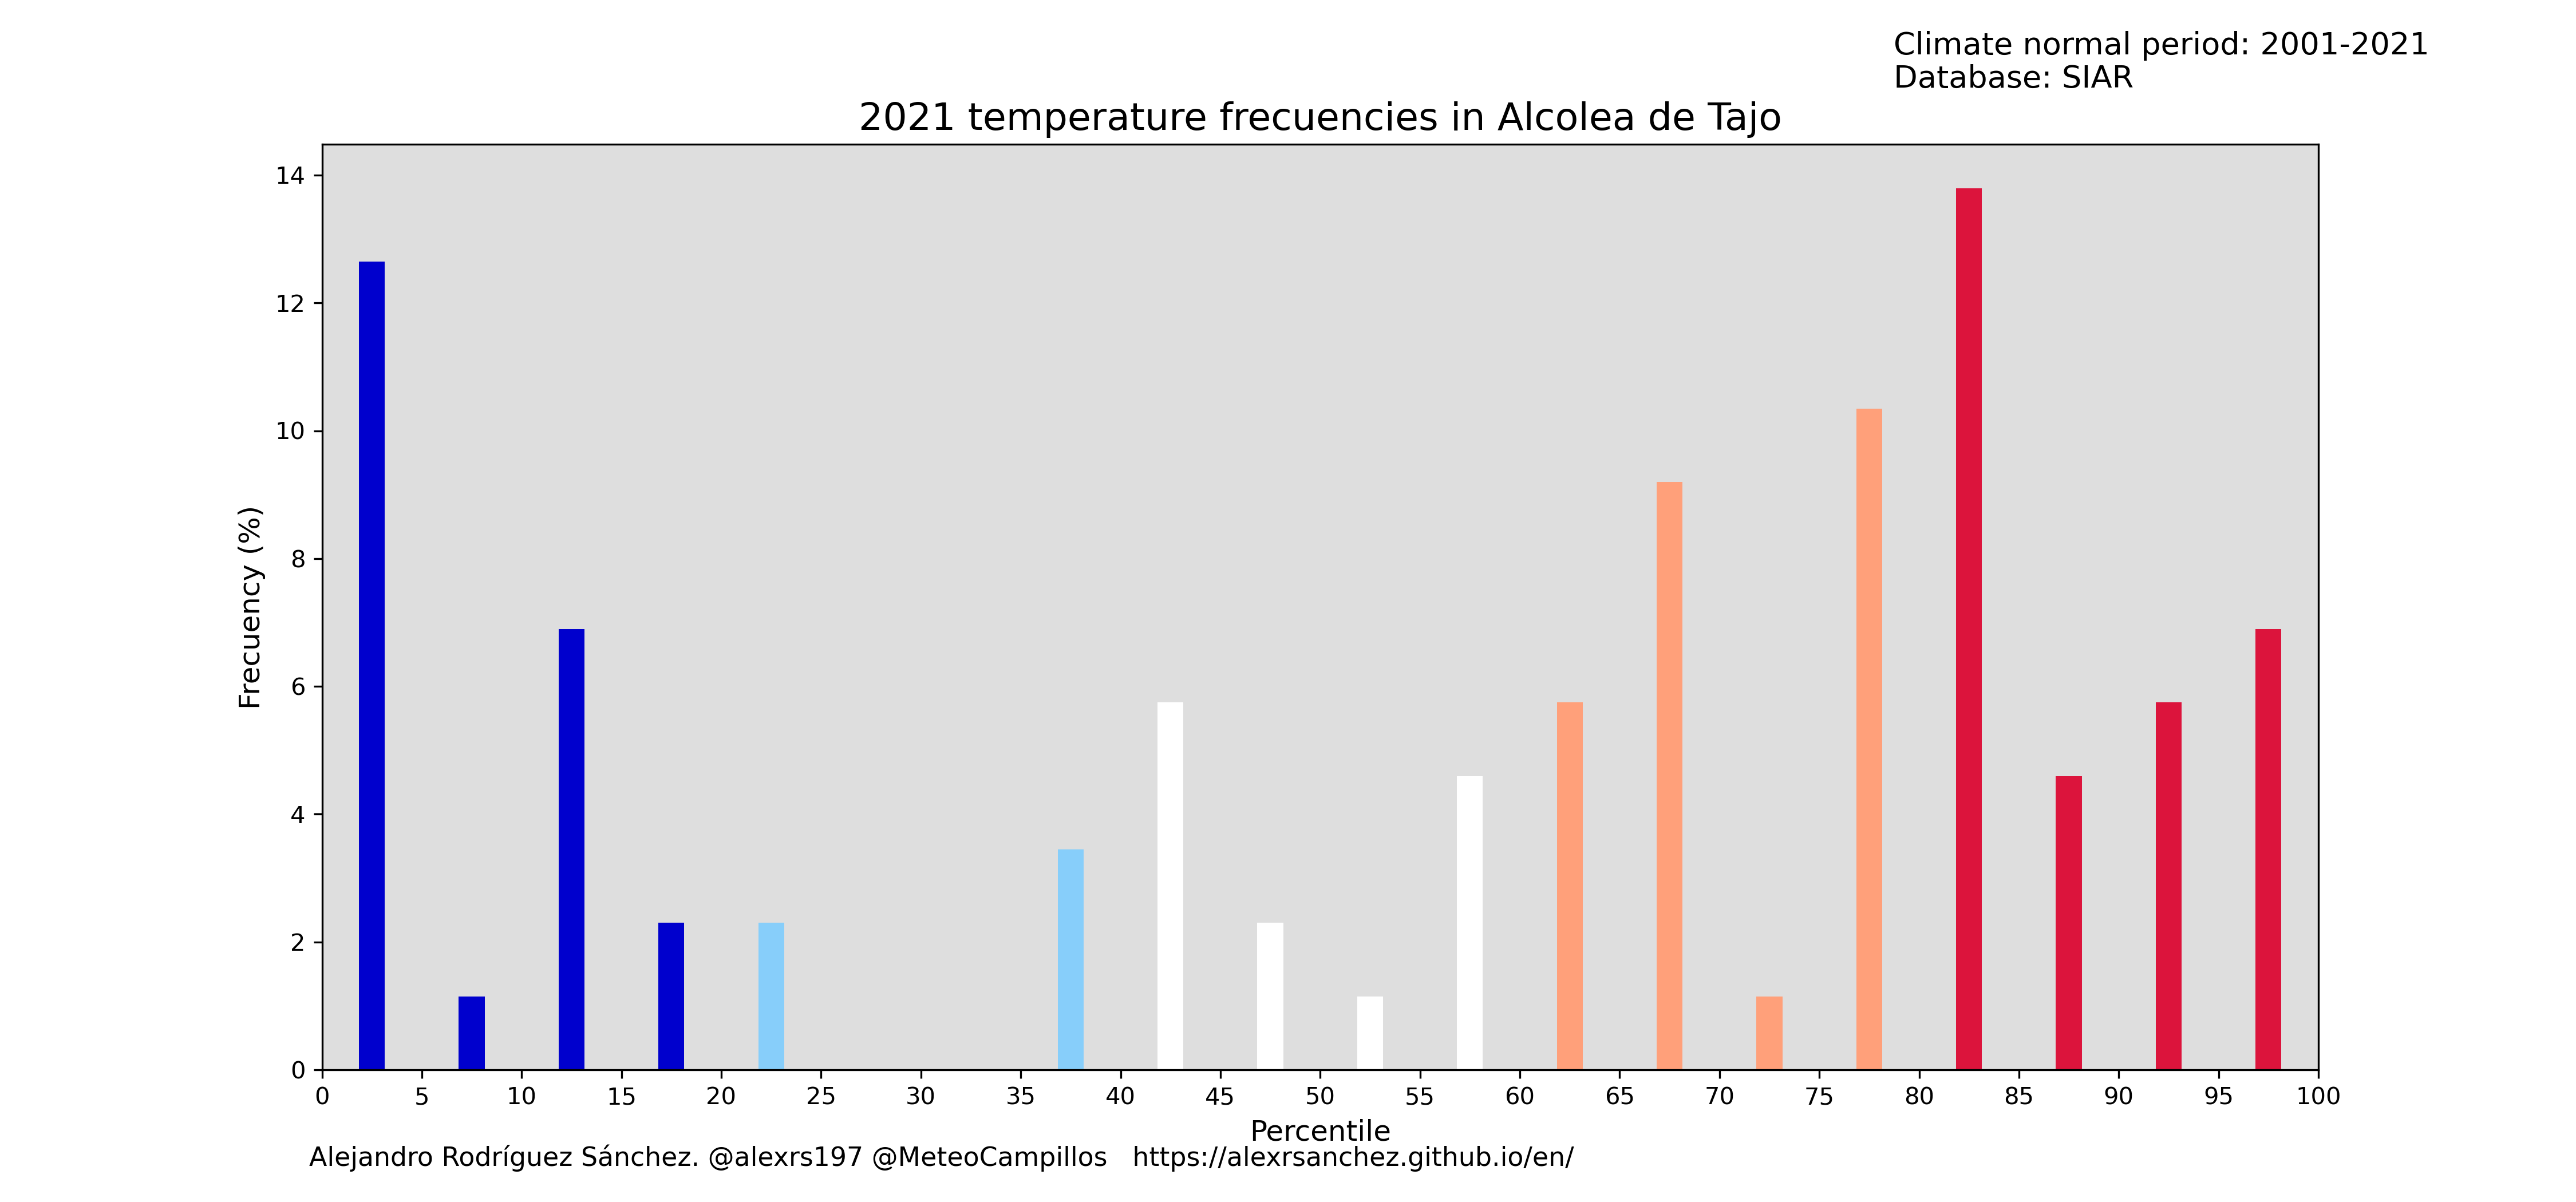 Climate normal period: 2001-2021
Database: SIAR
2021 temperature frecuencies in Alcolea de Tajo
14
12
10
8
6
4
2
0
Frecuency (%)
0 5 10 15 20 25 30 35 40 45 50 55 60 65 70 75 80 85 90 95 100
Percentile
Alejandro Rodríguez Sánchez. @alexrs197 @MeteoCampillos https://alexrsanchez.github.io/en/